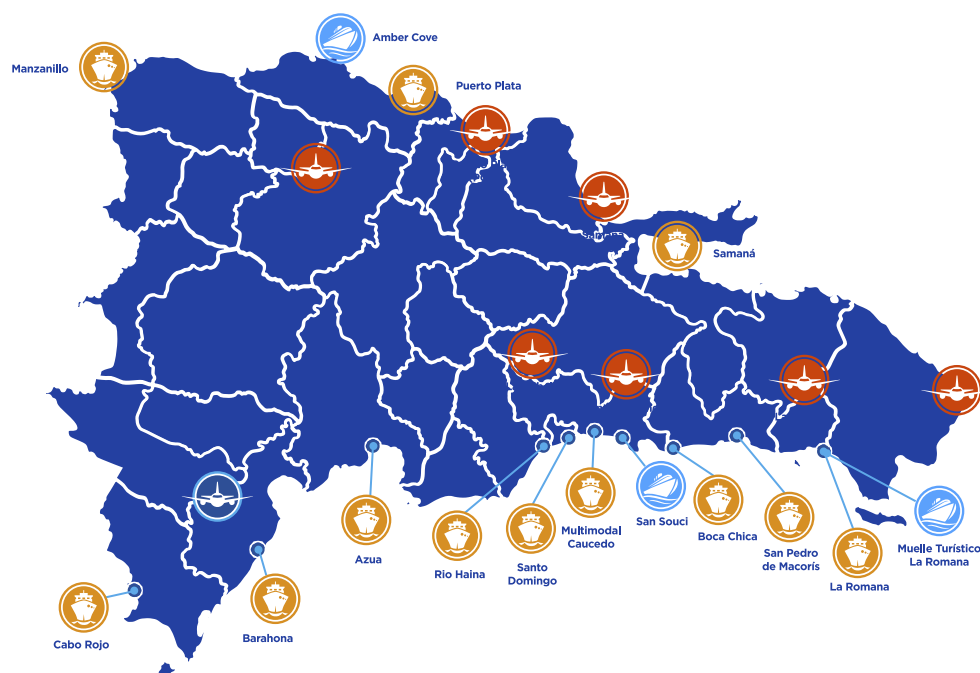 Amber Cove
Manzanillo
Puerto Plata
Samaná
Azua
Rio Haina
Santo
Domingo
Multimodal
Caucedo
San Souci
Boca Chica
San Pedro
de Macorís
La Romana
Muelle Turístico
La Romana
Cabo Rojo
Barahona